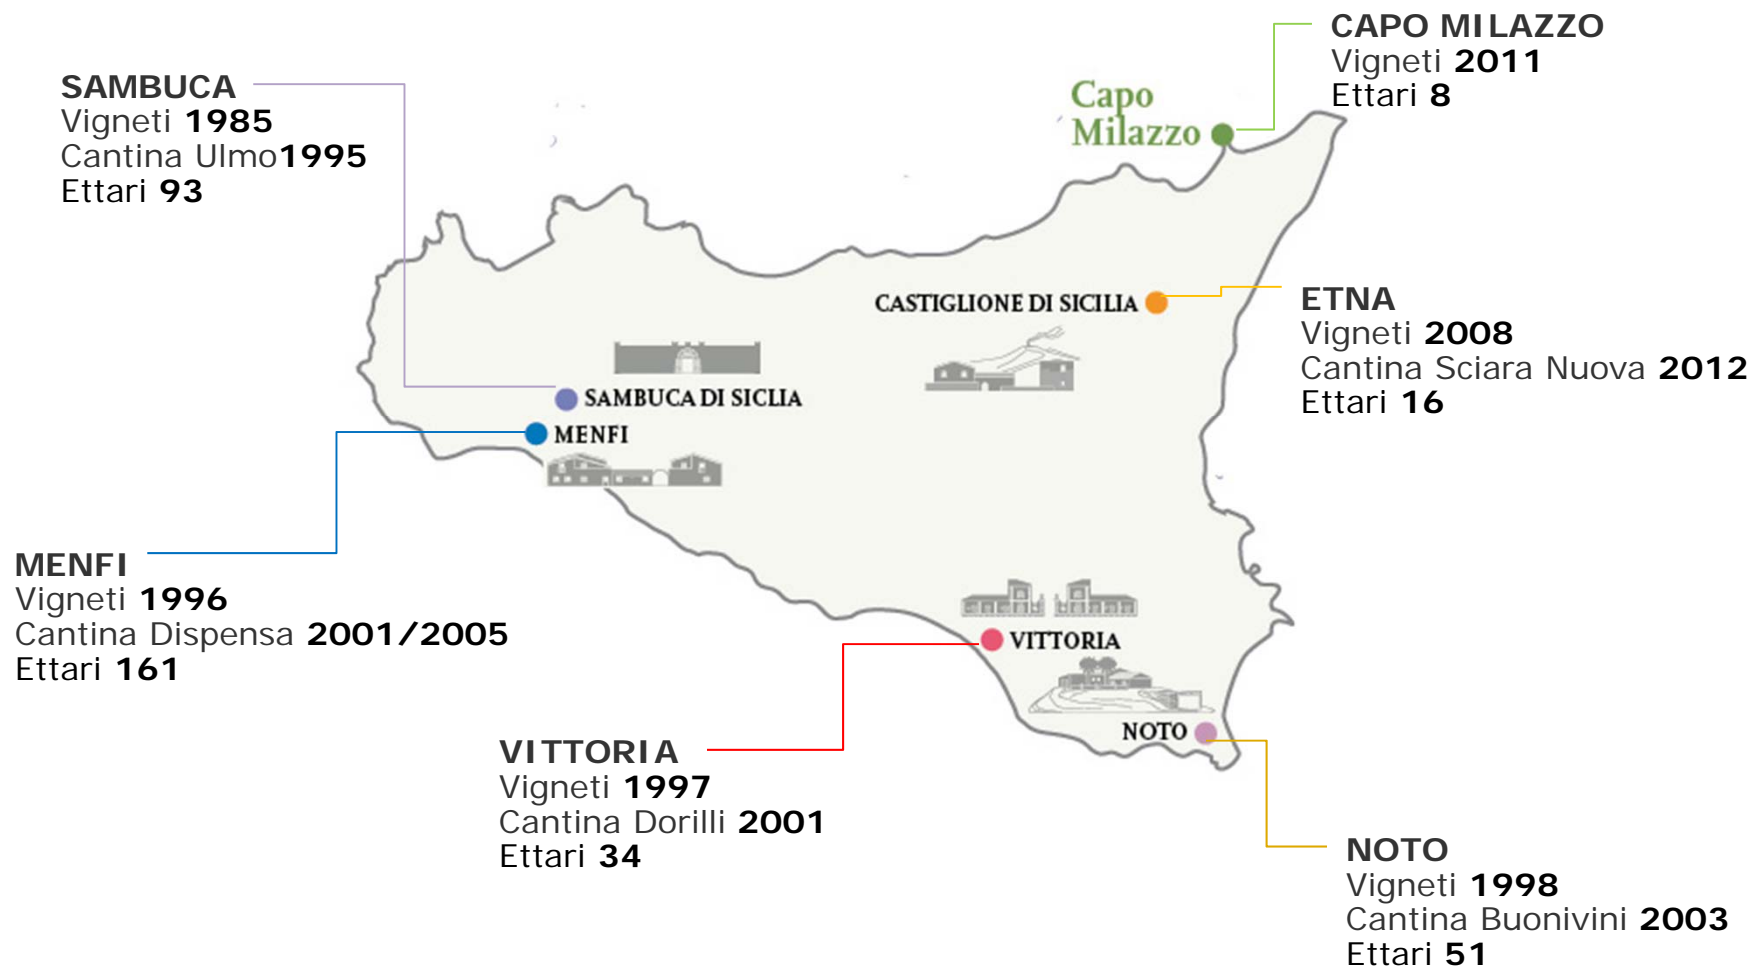 CAPO MILAZZO
Vigneti 2011
Ettari 8
SAMBUCA
Vigneti 1985
Cantina Ulmo1995
Ettari 93
Capo
Milazzo
CASTIGLIONE DI SICILIA
ETNA
Vigneti 2008
Cantina Sciara Nuova 2012
Ettari 16
SAMBUCA DI SICLIA
MENFI
MENFI
Vigneti 1996
Cantina Dispensa 2001/2005
Ettari 161
VITTORIA
NOTO
VITTORIA
Vigneti 1997
Cantina Dorilli 2001
Ettari 34
NOTO
Vigneti 1998
Cantina Buonivini 2003
Ettari 51